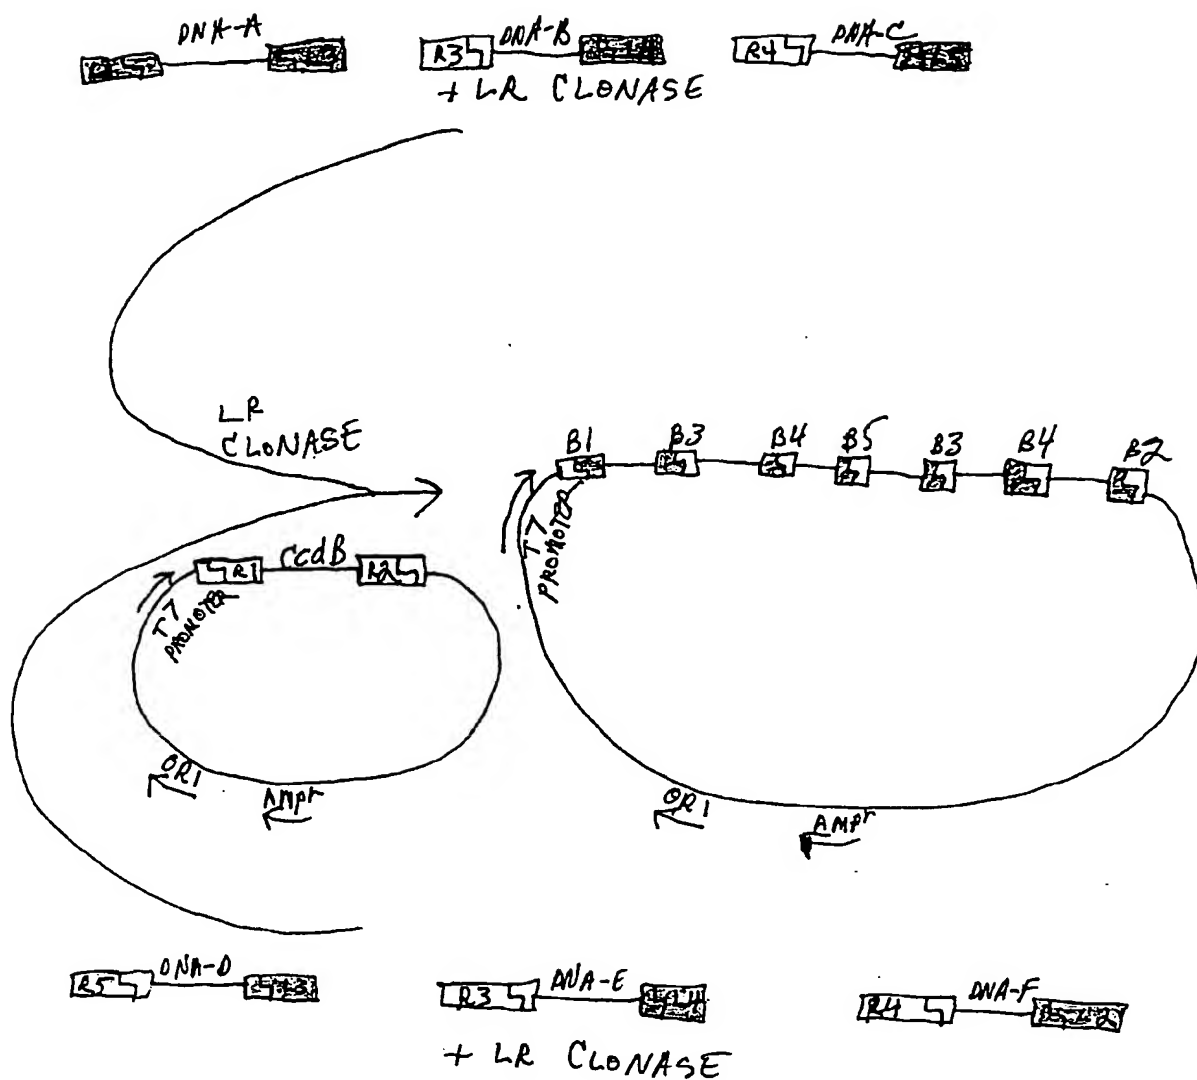 DNA-A
DNA-B
DNA-C
R3
R4
+ LR CLONASE
LR
CLONASE
B1
B3
B4
B5
B3
B4
B2
T7
PROMOTER
R1
CcdB
R2
T7
PROMOTER
ORI
AMPr
ORI
AMPr
DNA-D
DNA-E
DNA-F
R5
R3
R4
+ LR CLONASE